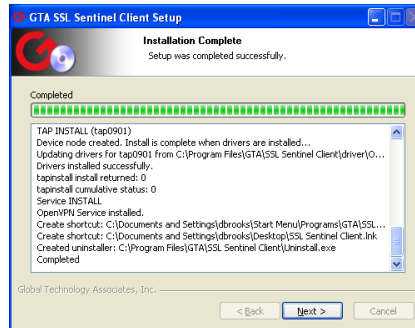 GTA SSL Sentinel Client Setup
Installation Complete
Setup was completed successfully.
Completed
TAP INSTALL (tap0901)
Device node created. Install is complete when drivers are installed...
Updating drivers for tap0901 from C:\Program Files\GTA\SSL Sentinel Client\driver\O...
Drivers installed successfully.
tapinstall install returned: 0
tapinstall cumulative status: 0
Service INSTALL
OpenVPN Service installed.
Create shortcut: C:\Documents and Settings\dbrooks\Start Menu\Programs\GTA\SSL...
Create shortcut: C:\Documents and Settings\dbrooks\Desktop\SSL Sentinel Client.lnk
Created uninstaller: C:\Program Files\GTA\SSL Sentinel Client\Uninstall.exe
Completed
Global Technology Associates, Inc.
< Back
Next >
Cancel